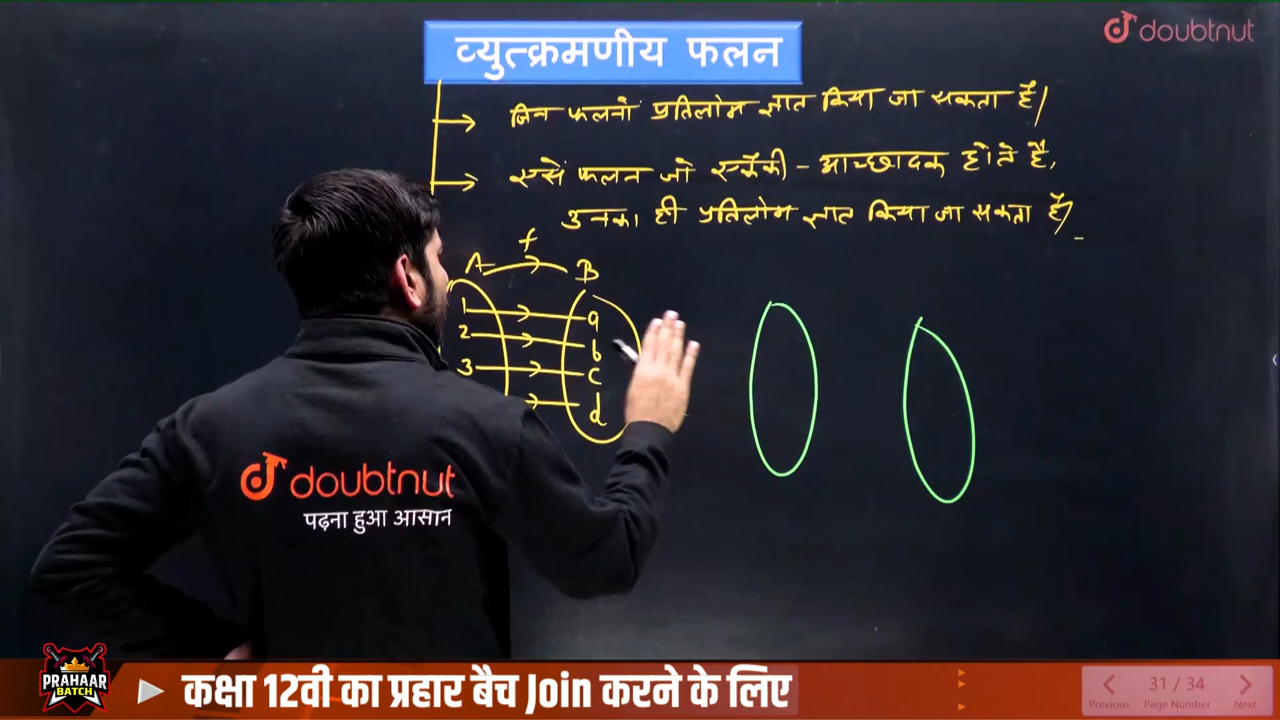 व्युत्क्रमणीय फलन
doubtnut
→ जिन फलनों प्रतिलोम ज्ञात किया जा सकता है।
→ एसे फलन जो एकैकी - आच्छादक होते है,
उनका ही प्रतिलोम ज्ञात किया जा सकता है।
f
A → B
1 → a
2 → b
3 → c
→ d
doubtnut
पढ़ना हुआ आसान
PRAHAAR
BATCH
कक्षा 12वी का प्रहार बैच Join करने के लिए
31 / 34
Previous Page Number Next